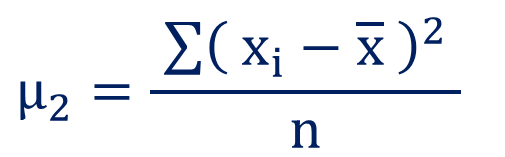 μ₂ = ∑( xᵢ − x̅ )² / n